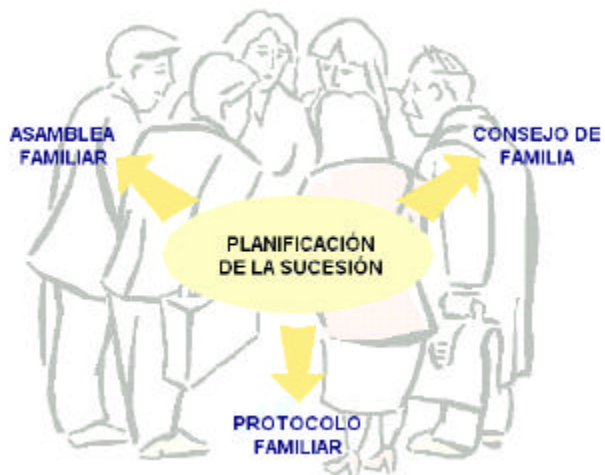 ASAMBLEA
FAMILIAR
CONSEJO DE
FAMILIA
PLANIFICACIÓN
DE LA SUCESIÓN
PROTOCOLO
FAMILIAR